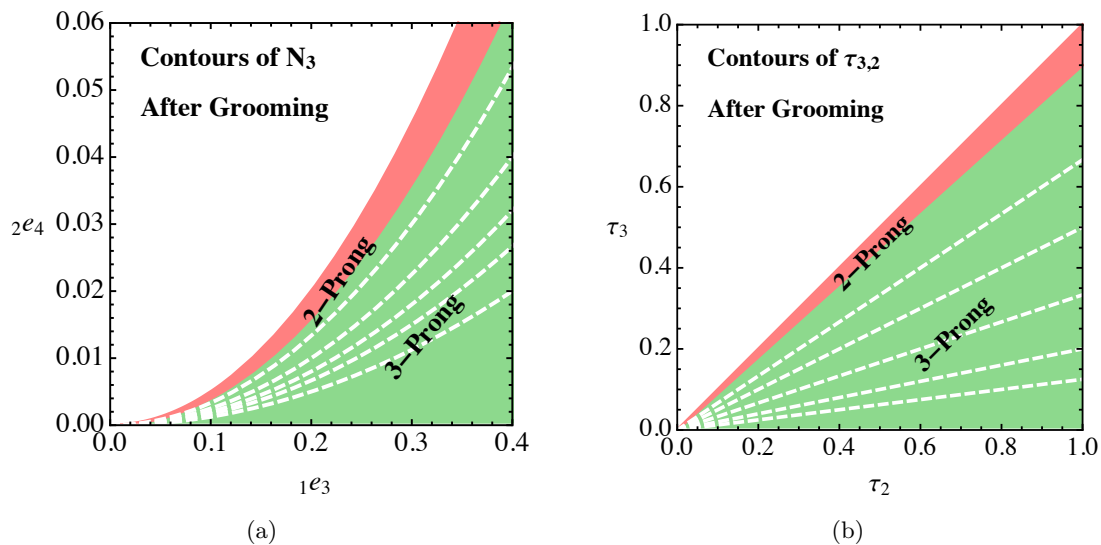 Contours of N₃
After Grooming
0.06
0.05
0.04
0.03
0.02
0.01
0.00
₂e₄
2–Prong
3–Prong
0.0 0.1 0.2 0.3 0.4
₁e₃
(a)
Contours of τ₃,₂
After Grooming
1.0
0.8
0.6
0.4
0.2
0.0
τ₃
2–Prong
3–Prong
0.0 0.2 0.4 0.6 0.8 1.0
τ₂
(b)